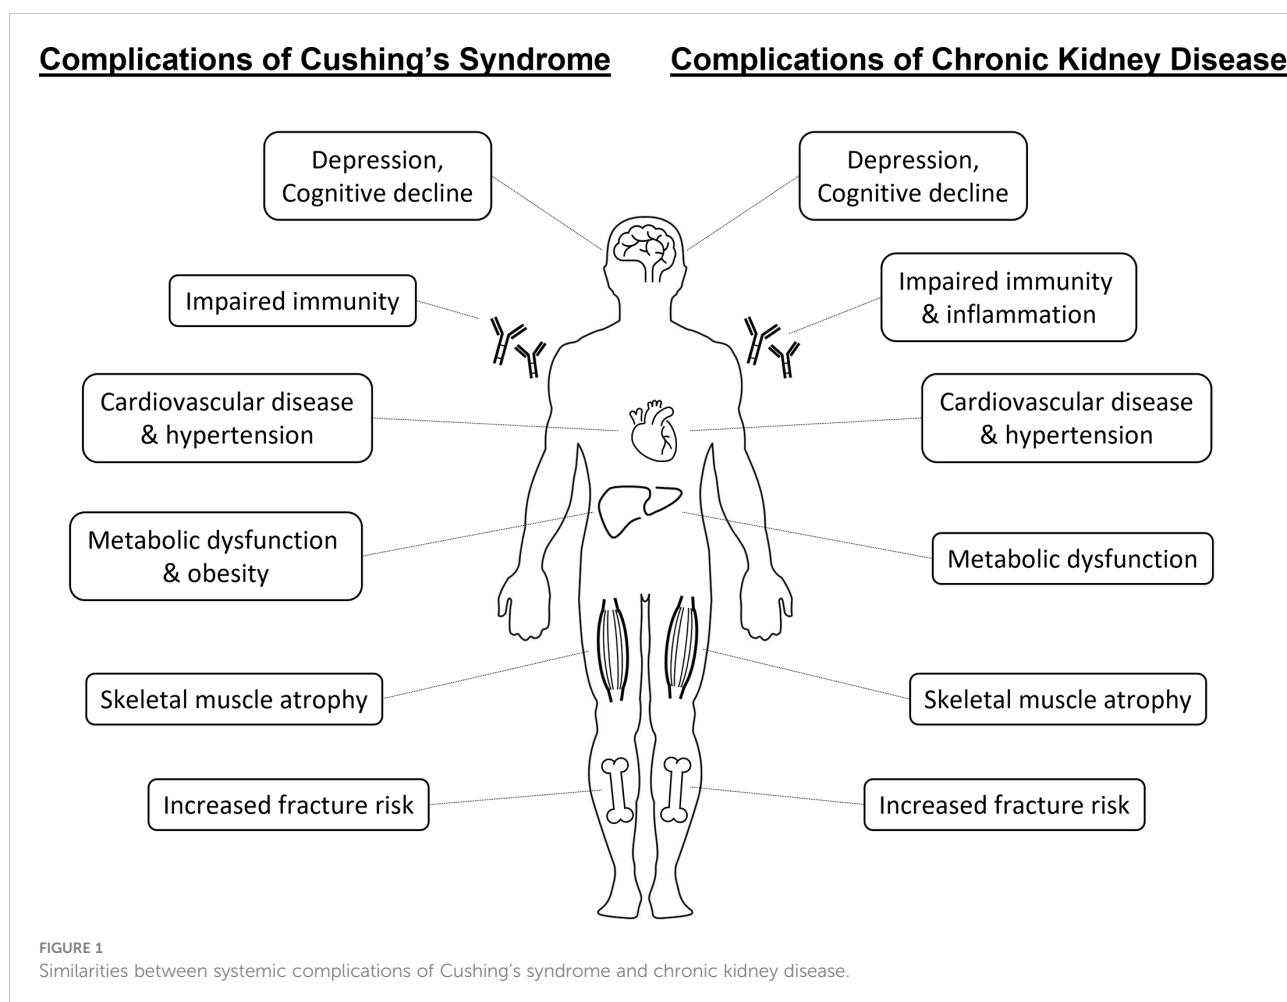 Complications of Cushing’s Syndrome
Complications of Chronic Kidney Disease
Depression,
Cognitive decline
Depression,
Cognitive decline
Impaired immunity
Impaired immunity
& inflammation
Cardiovascular disease
& hypertension
Cardiovascular disease
& hypertension
Metabolic dysfunction
& obesity
Metabolic dysfunction
Skeletal muscle atrophy
Skeletal muscle atrophy
Increased fracture risk
Increased fracture risk
FIGURE 1
Similarities between systemic complications of Cushing’s syndrome and chronic kidney disease.